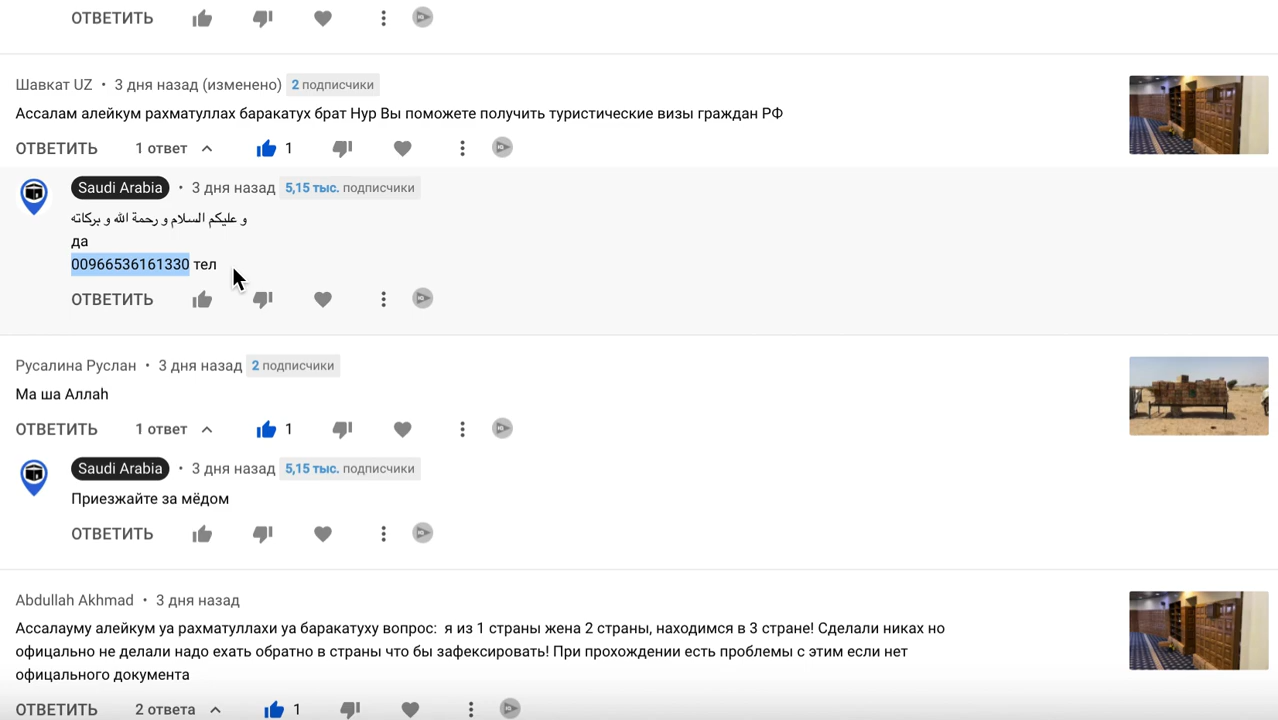 ОТВЕТИТЬ
Шавкат UZ • 3 дня назад (изменено) 2 подписчики
Ассалам алейкум рахматуллах баракатух брат Нур Вы поможете получить туристические визы граждан РФ
ОТВЕТИТЬ 1 ответ 1
Saudi Arabia • 3 дня назад 5,15 тыс. подписчики
و عليكم السلام و رحمة الله و بركاته
да
00966536161330 тел
ОТВЕТИТЬ
Русалина Руслан • 3 дня назад 2 подписчики
Ма ша Аллаh
ОТВЕТИТЬ 1 ответ 1
Saudi Arabia • 3 дня назад 5,15 тыс. подписчики
Приезжайте за мёдом
ОТВЕТИТЬ
Abdullah Akhmad • 3 дня назад
Ассалауму алейкум уа рахматуллахи уа баракатуху вопрос: я из 1 страны жена 2 страны, находимся в 3 стране! Сделали никах но
офицально не делали надо ехать обратно в страны что бы зафексировать! При прохождении есть проблемы с этим если нет
офицального документа
ОТВЕТИТЬ 2 ответа 1